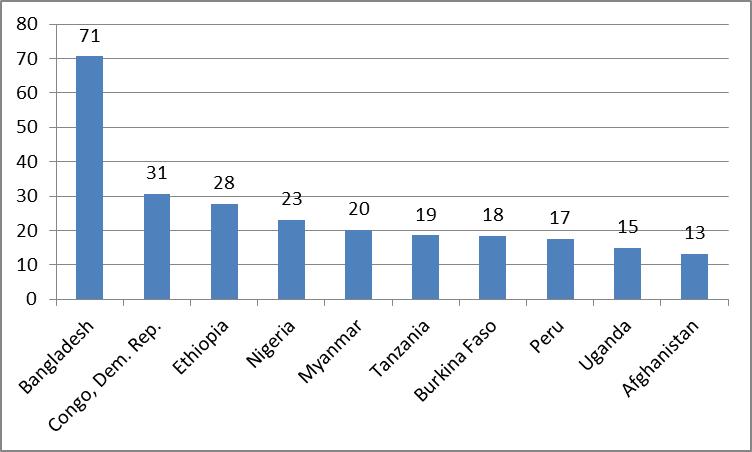 80
70
60
50
40
30
20
10
0
71
31
28
23
20
19
18
17
15
13
Bangladesh
Congo, Dem. Rep.
Ethiopia
Nigeria
Myanmar
Tanzania
Burkina Faso
Peru
Uganda
Afghanistan